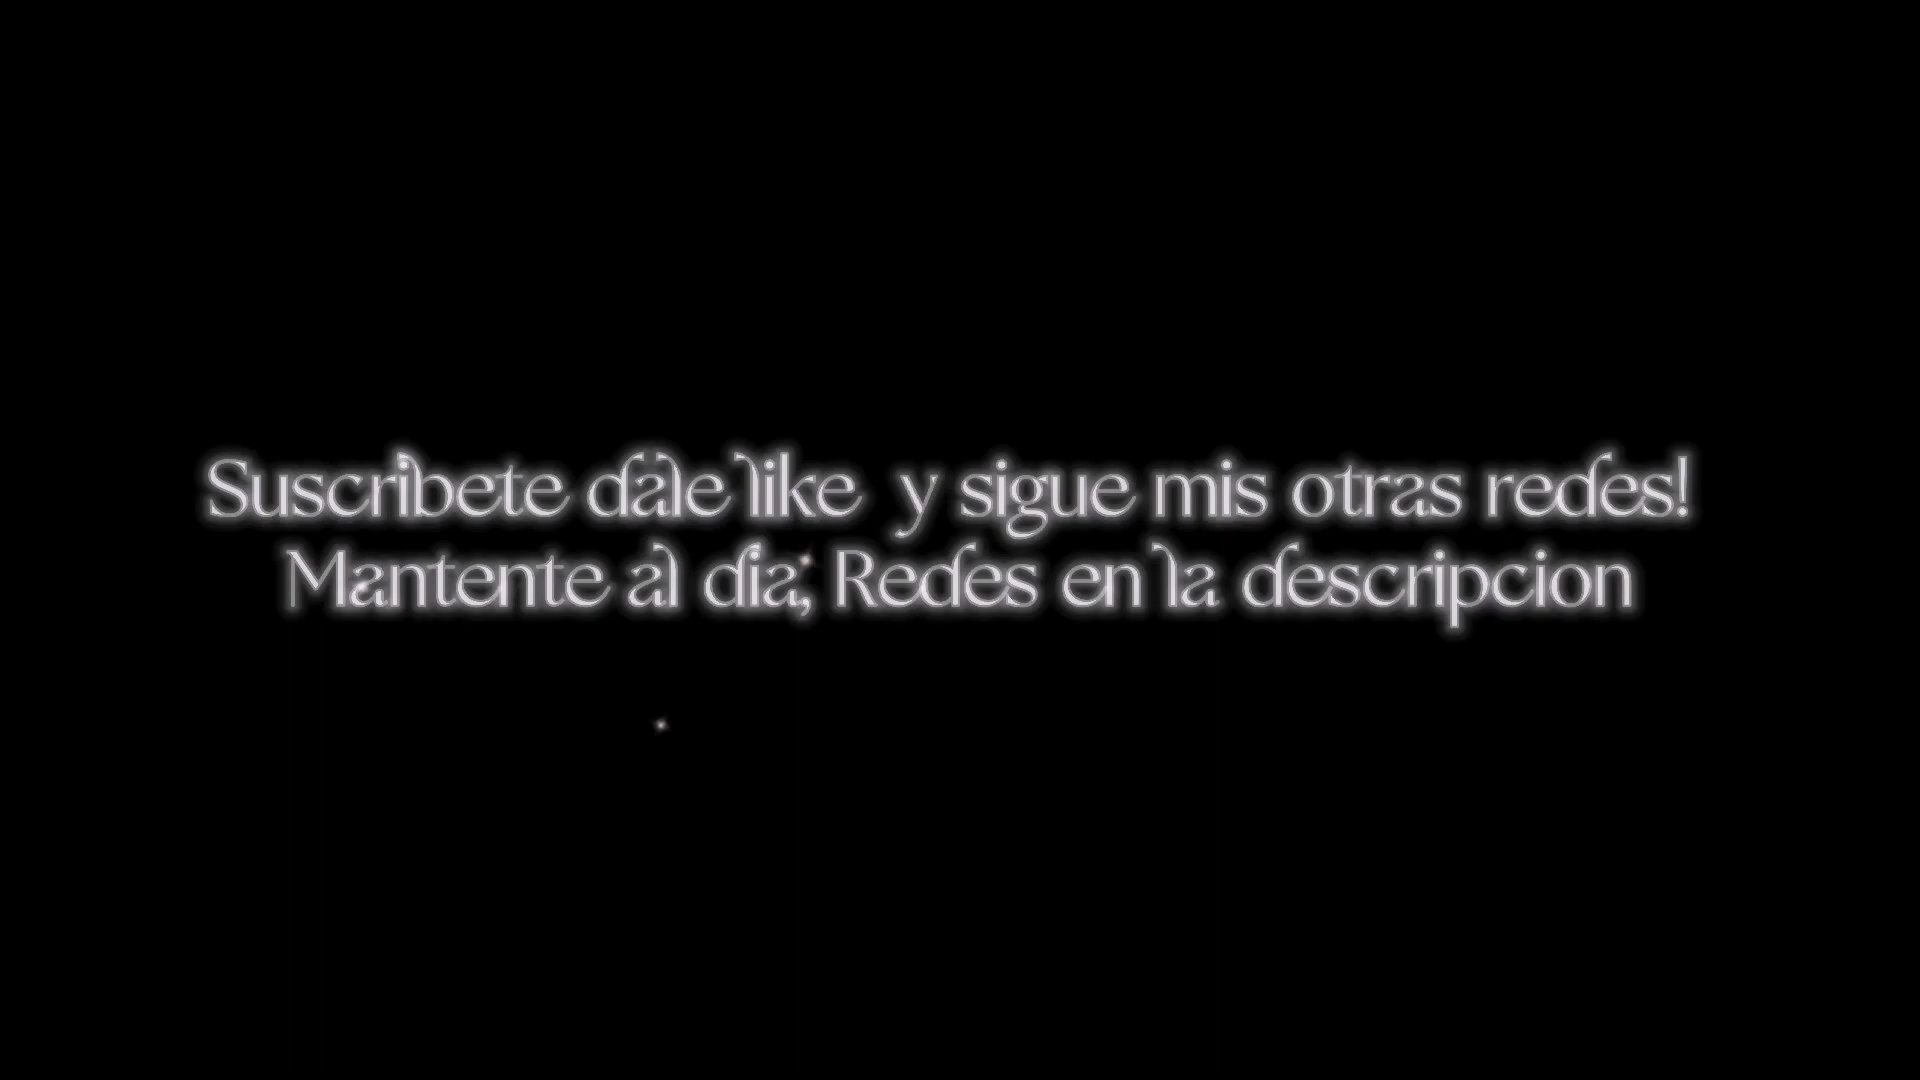 Suscribete dale like y sigue mis otras redes!
Mantente al dia, Redes en la descripcion